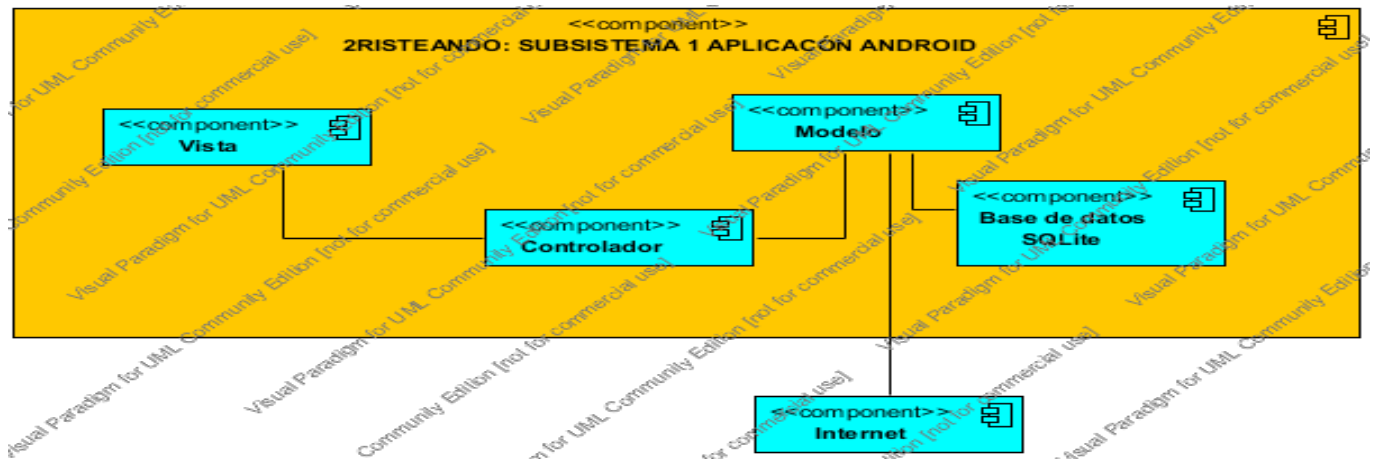 <<component>>
2RISTEANDO: SUBSISTEMA 1 APLICACÓN ANDROID
<<component>>
Vista
<<component>>
Modelo
<<component>>
Controlador
<<component>>
Base de datos
SQLite
<<component>>
Internet
Visual Paradigm for UML Community Edition [not for commercial use]